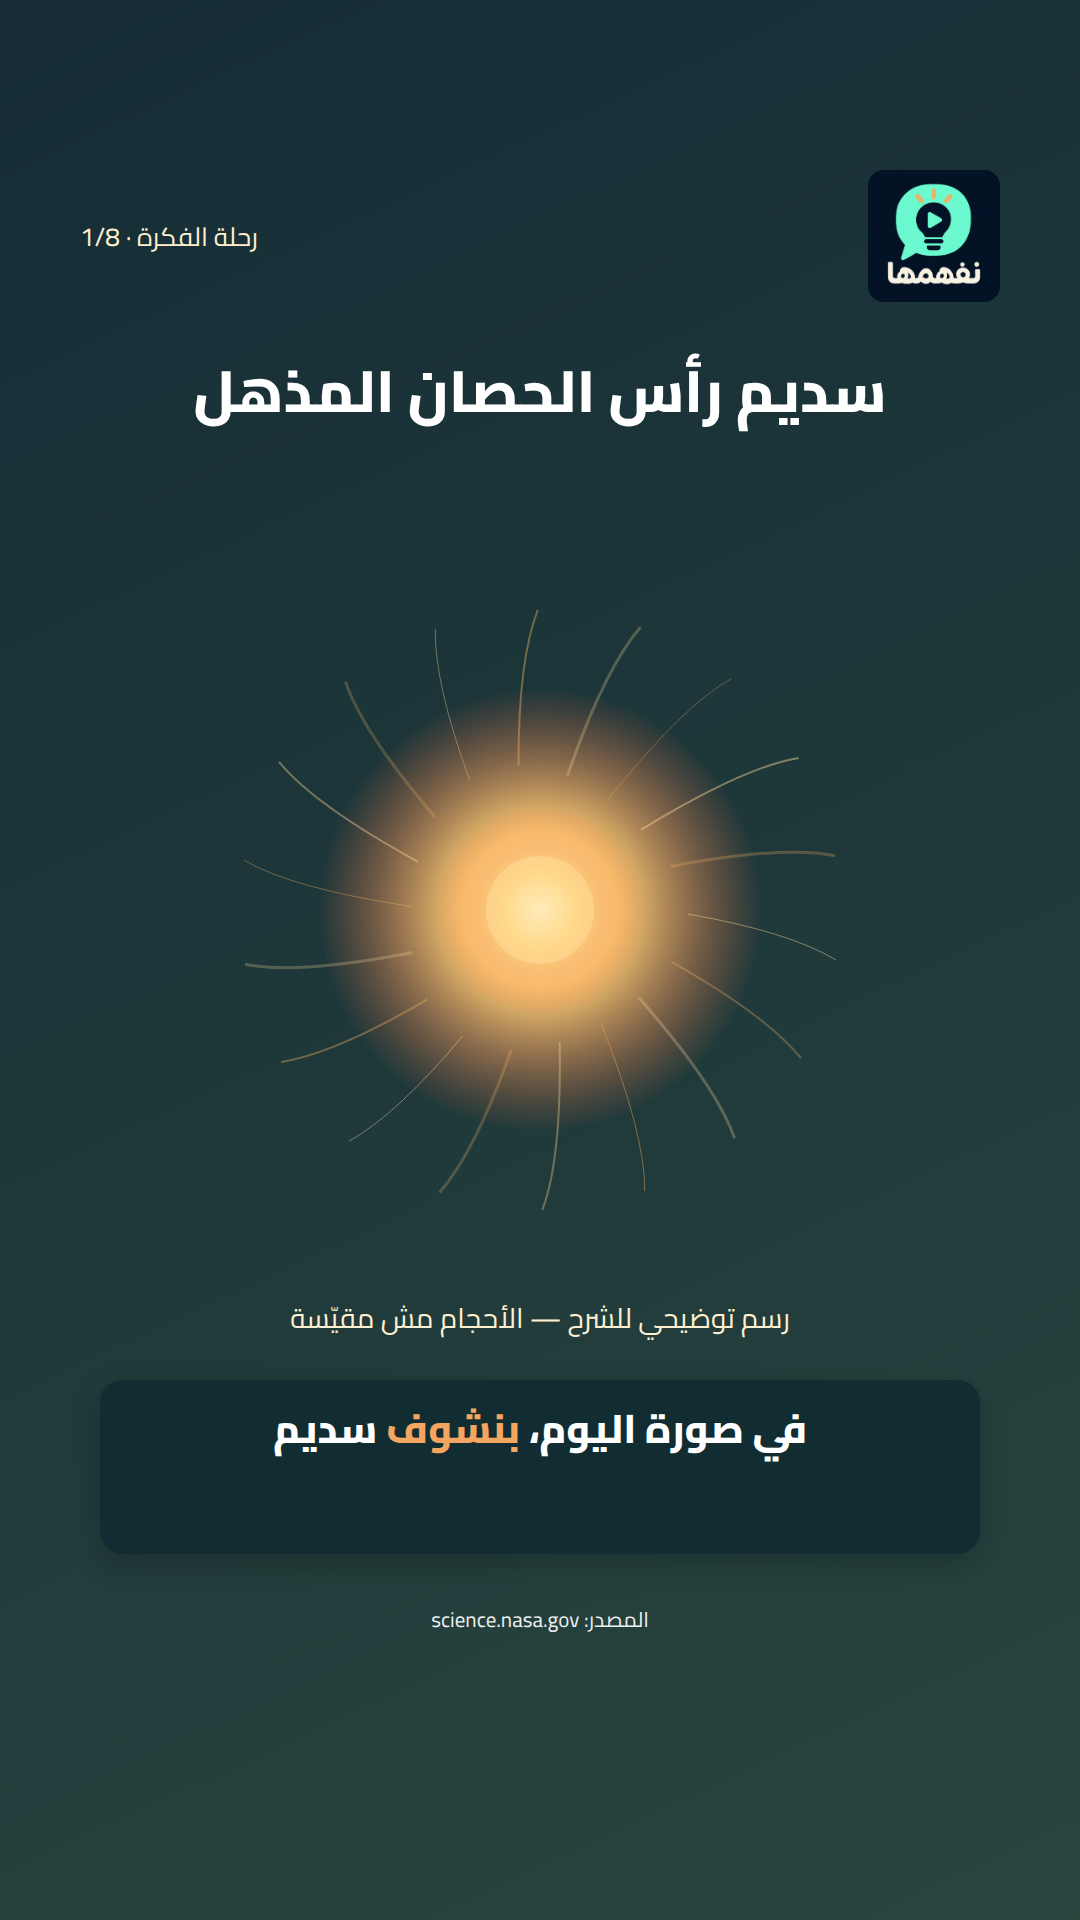 نفهمها
رحلة الفكرة · 1/8
سديم رأس الحصان المذهل
رسم توضيحي للشرح — الأحجام مش مقيّسة
في صورة اليوم، بنشوف سديم
المصدر: science.nasa.gov